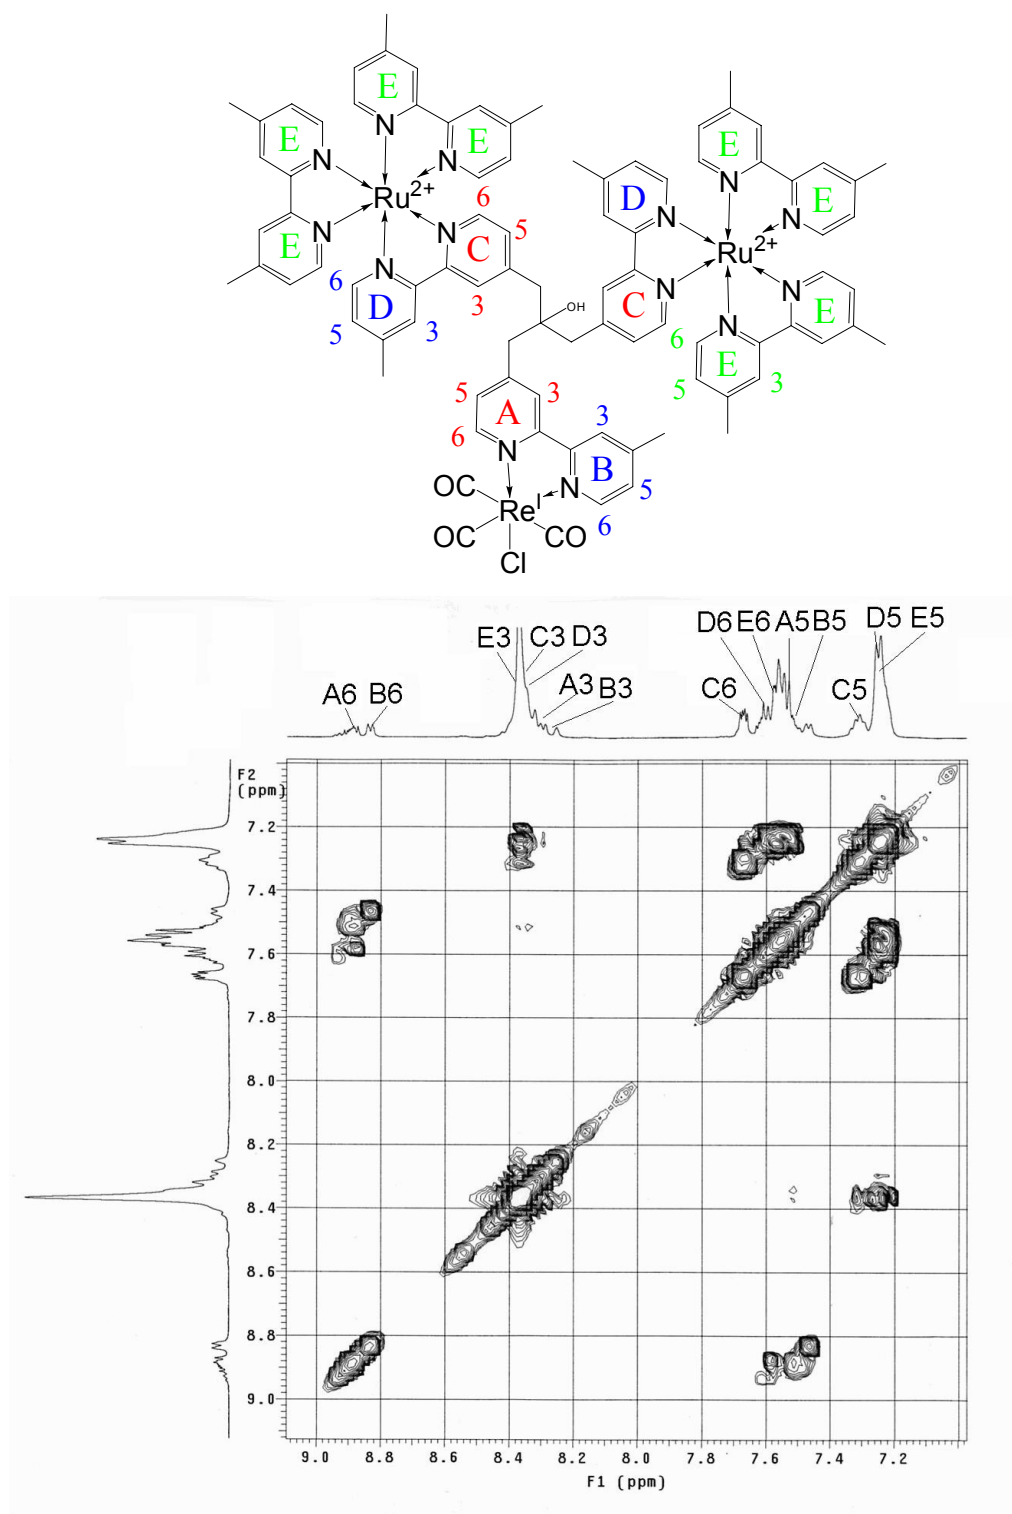 E
E
E
E
Ru2+
6
5
C
3
6
D
5
3
OH
E
E
D
Ru2+
C
6
E
E
5
3
5
A
3
6
3
B
5
6
OC
OC
ReI
CO
Cl
N
N
N
N
N
N
N
N
N
N
N
N
N
N
A6 B6
E3 C3 D3
A3 B3
C6
D6 E6 A5 B5
C5
D5 E5
F2
(ppm)
7.2
7.4
7.6
7.8
8.0
8.2
8.4
8.6
8.8
9.0
9.0 8.8 8.6 8.4 8.2 8.0 7.8 7.6 7.4 7.2
F1 (ppm)